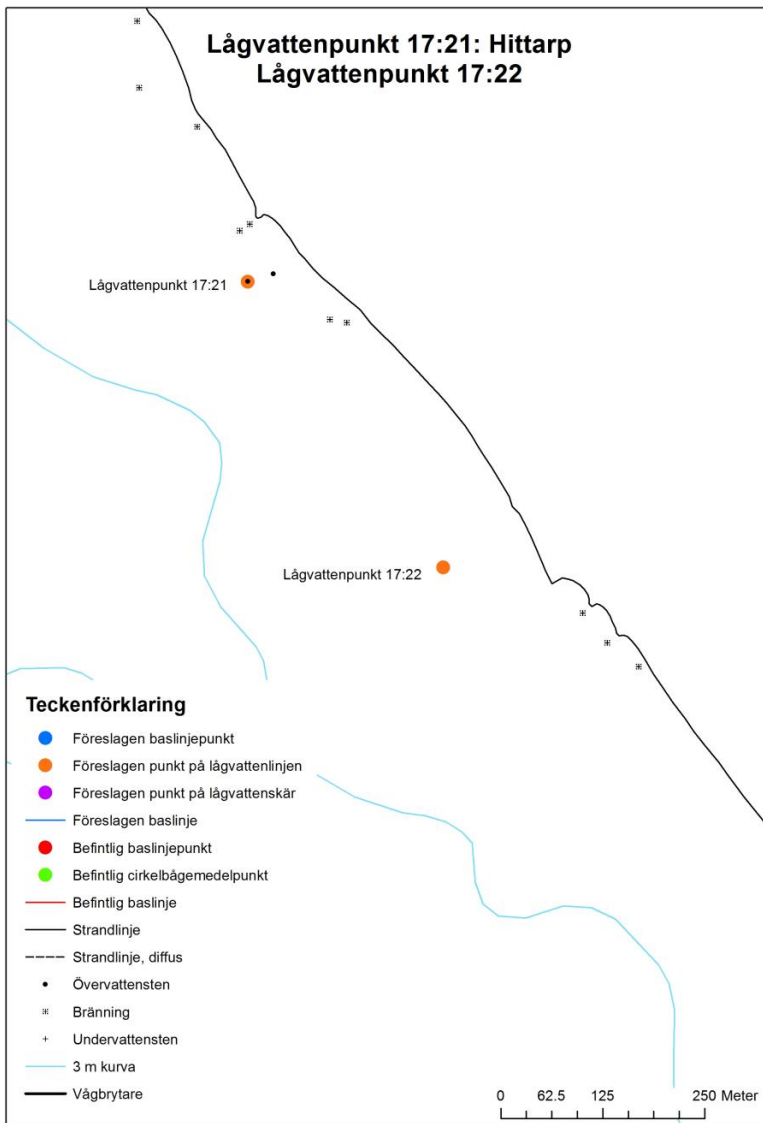 Lågvattenpunkt 17:21: Hittarp
Lågvattenpunkt 17:22
Lågvattenpunkt 17:21
Lågvattenpunkt 17:22
Teckenförklaring
Föreslagen baslinjepunkt
Föreslagen punkt på lågvattenlinjen
Föreslagen punkt på lågvattenskär
Föreslagen baslinje
Befintlig baslinjepunkt
Befintlig cirkelbågemedelpunkt
Befintlig baslinje
Strandlinje
Strandlinje, diffus
Övervattensten
Bränning
Undervattensten
3 m kurva
Vågbrytare
0 62.5 125 250 Meter